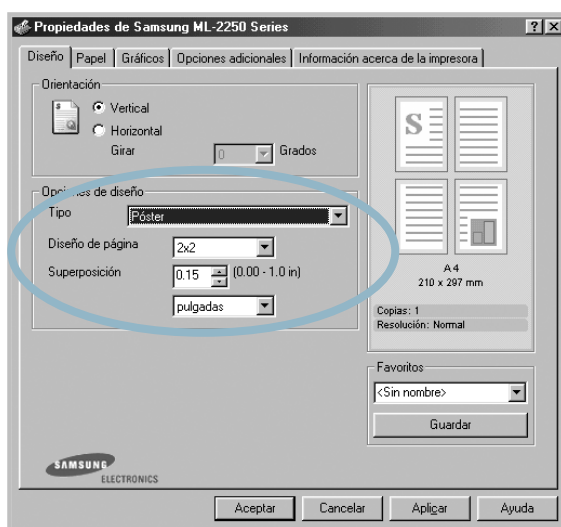 Propiedades de Samsung ML-2250 Series
Diseño Papel Gráficos Opciones adicionales Información acerca de la impresora
Orientación
Vertical
Horizontal
Girar 0 Grados
Opciones de diseño
Tipo Póster
Diseño de página 2x2
Superposición 0.15 (0.00 - 1.0 in)
pulgadas
S
A4
210 x 297 mm
Copias: 1
Resolución: Normal
Favoritos
<Sin nombre>
Guardar
SAMSUNG
ELECTRONICS
Aceptar Cancelar Aplicar Ayuda